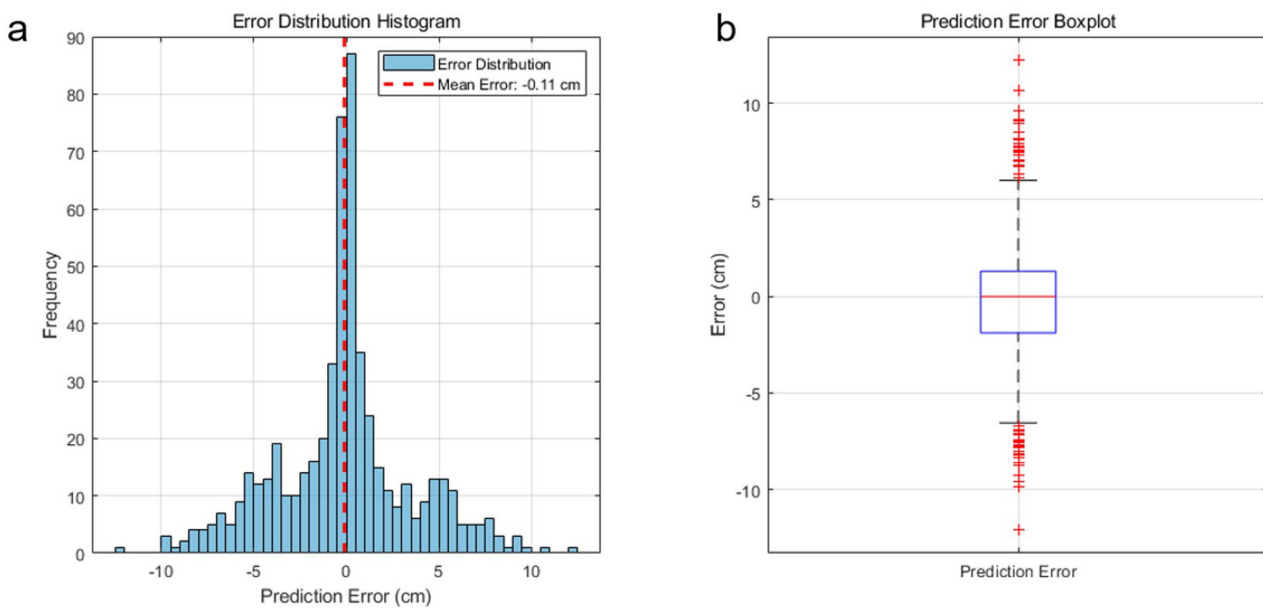 a
Error Distribution Histogram
Error Distribution
Mean Error: -0.11 cm
Frequency
90
80
70
60
50
40
30
20
10
0
-10 -5 0 5 10
Prediction Error (cm)
b
Prediction Error Boxplot
Error (cm)
10
5
0
-5
-10
Prediction Error